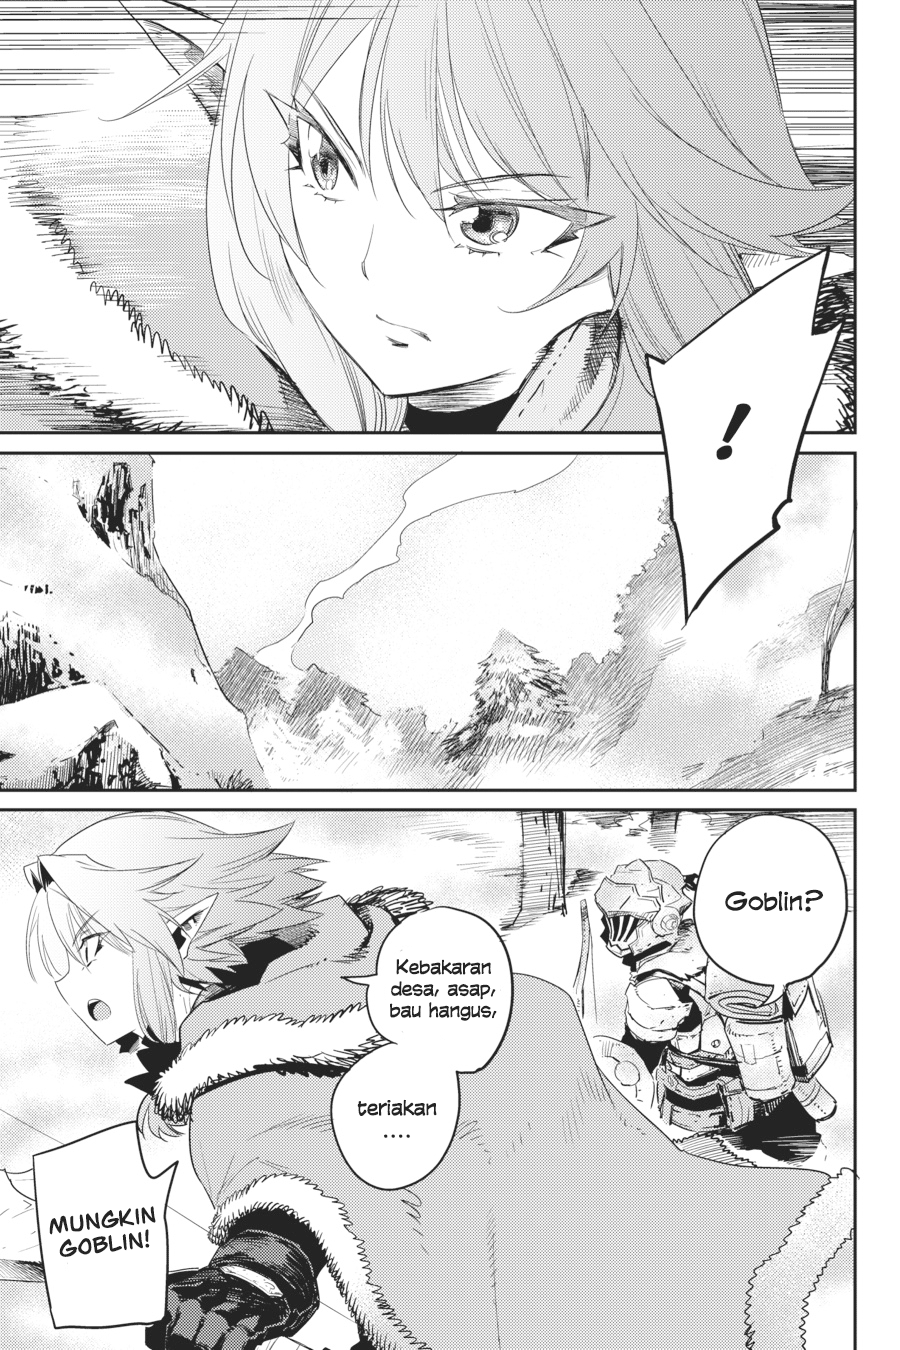 !
Goblin?
Kebakaran
desa, asap,
bau hangus,
teriakan
....
MUNGKIN
GOBLIN!